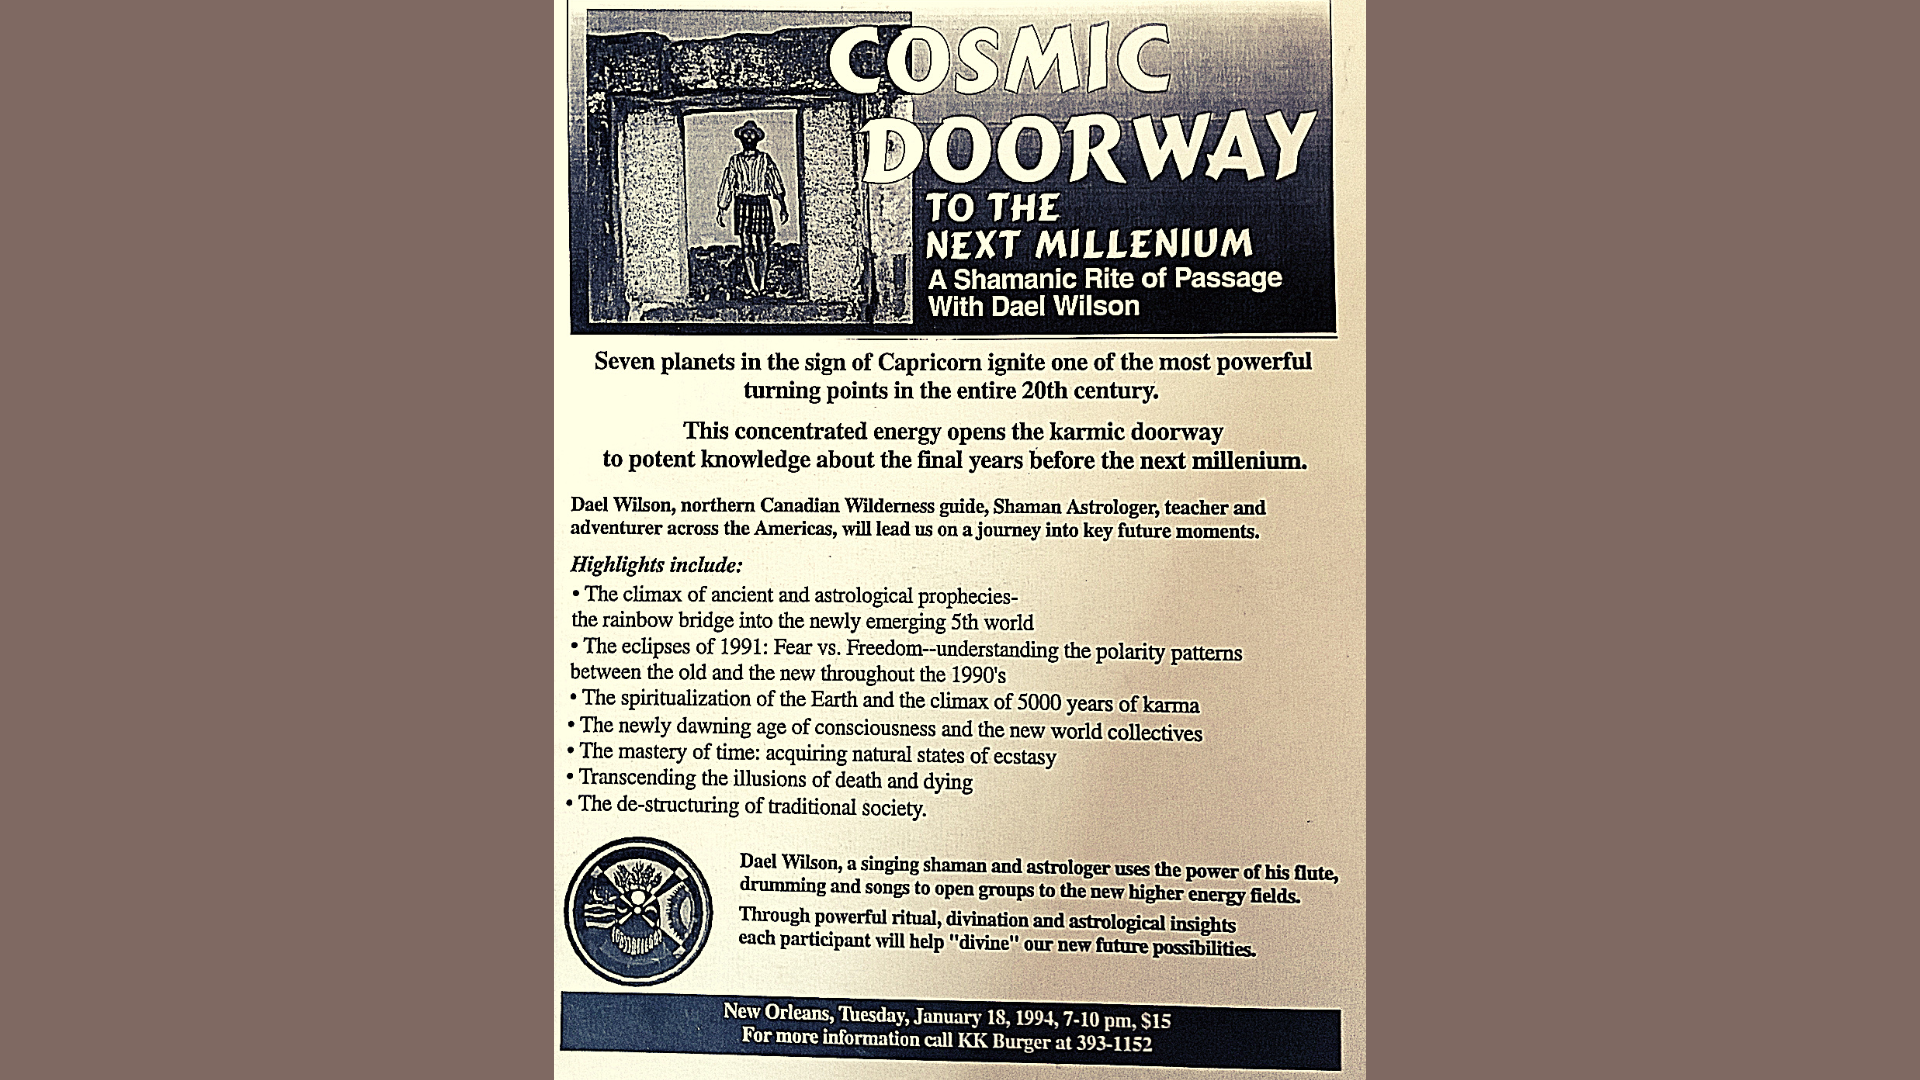 COSMIC
DOORWAY
TO THE
NEXT MILLENIUM
A Shamanic Rite of Passage
With Dael Wilson
Seven planets in the sign of Capricorn ignite one of the most powerful
turning points in the entire 20th century.
This concentrated energy opens the karmic doorway
to potent knowledge about the final years before the next millenium.
Dael Wilson, northern Canadian Wilderness guide, Shaman Astrologer, teacher and
adventurer across the Americas, will lead us on a journey into key future moments.
Highlights include:
• The climax of ancient and astrological prophecies-
the rainbow bridge into the newly emerging 5th world
• The eclipses of 1991: Fear vs. Freedom--understanding the polarity patterns
between the old and the new throughout the 1990's
• The spiritualization of the Earth and the climax of 5000 years of karma
• The newly dawning age of consciousness and the new world collectives
• The mastery of time: acquiring natural states of ecstasy
• Transcending the illusions of death and dying
• The de-structuring of traditional society.
Dael Wilson, a singing shaman and astrologer uses the power of his flute,
drumming and songs to open groups to the new higher energy fields.
Through powerful ritual, divination and astrological insights
each participant will help "divine" our new future possibilities.
New Orleans, Tuesday, January 18, 1994, 7-10 pm, $15
For more information call KK Burger at 393-1152